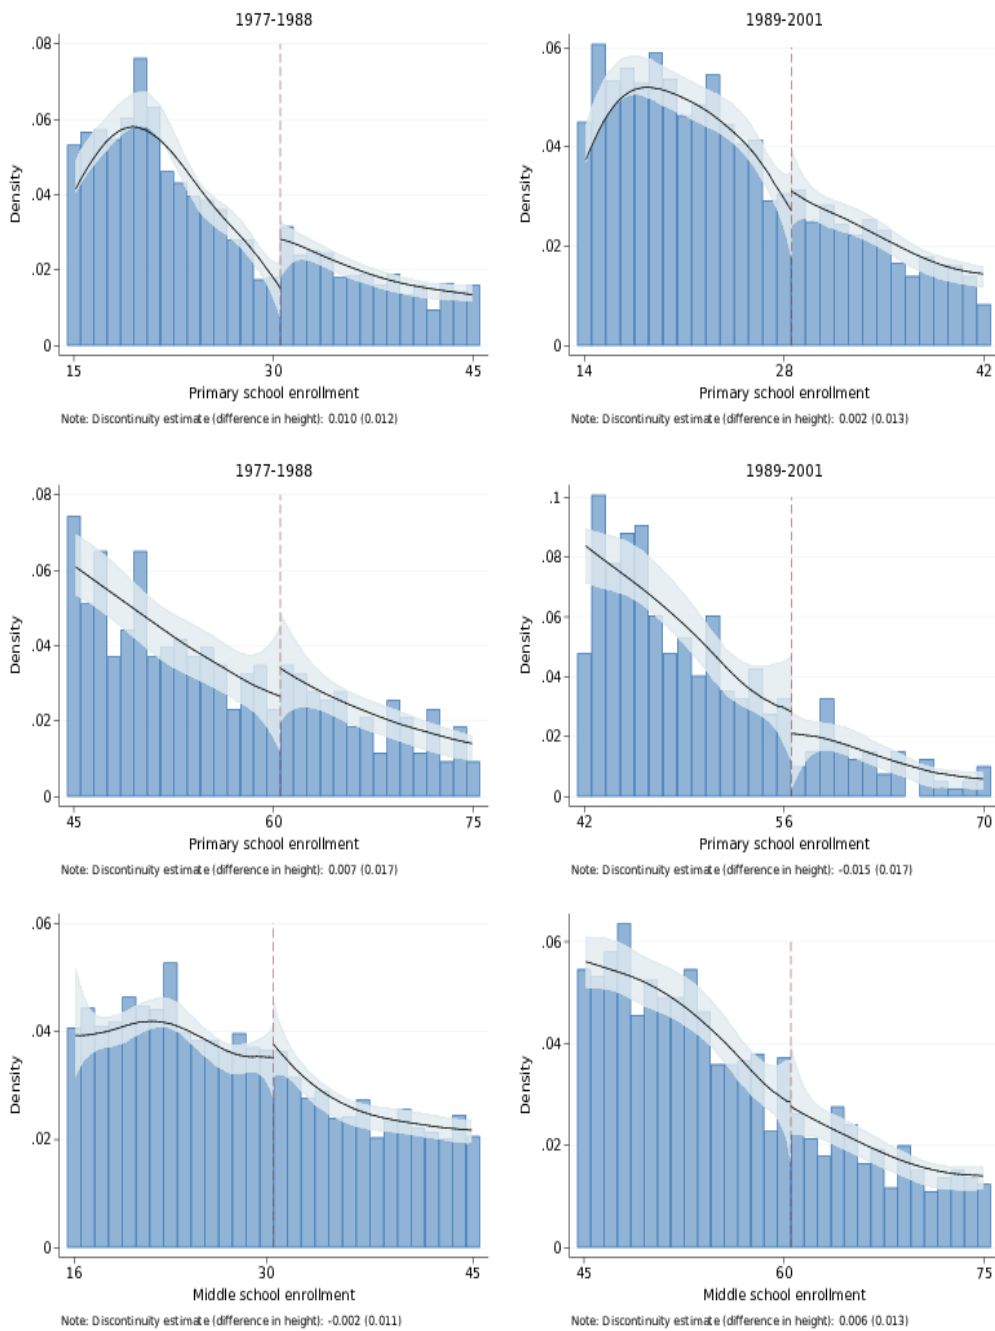 1977-1988
.08
.06
.04
.02
0
Density
15
30
45
Primary school enrollment
Note: Discontinuity estimate (difference in height): 0.010 (0.012)
1989-2001
.06
.04
.02
0
Density
14
28
42
Primary school enrollment
Note: Discontinuity estimate (difference in height): 0.002 (0.013)
1977-1988
.08
.06
.04
.02
0
Density
45
60
75
Primary school enrollment
Note: Discontinuity estimate (difference in height): 0.007 (0.017)
1989-2001
.1
.08
.06
.04
.02
0
Density
42
56
70
Primary school enrollment
Note: Discontinuity estimate (difference in height): -0.015 (0.017)
.06
.04
.02
0
Density
16
30
45
Middle school enrollment
Note: Discontinuity estimate (difference in height): -0.002 (0.011)
.06
.04
.02
0
Density
45
60
75
Middle school enrollment
Note: Discontinuity estimate (difference in height): 0.006 (0.013)